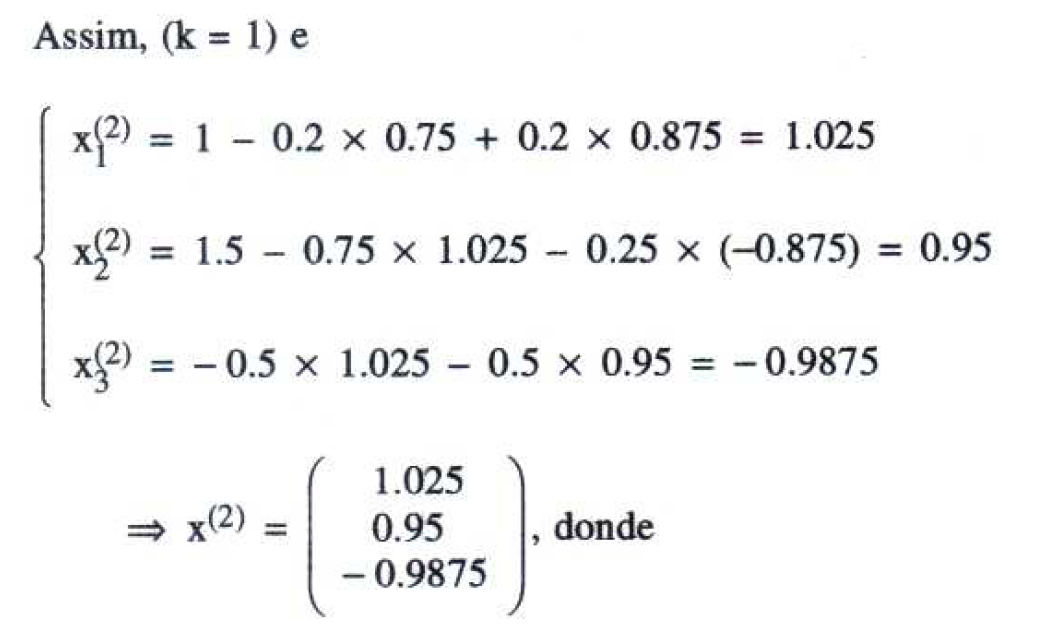 Assim, (k = 1) e
x₁⁽²⁾ = 1 – 0.2 × 0.75 + 0.2 × 0.875 = 1.025
x₂⁽²⁾ = 1.5 – 0.75 × 1.025 – 0.25 × (–0.875) = 0.95
x₃⁽²⁾ = – 0.5 × 1.025 – 0.5 × 0.95 = – 0.9875
1.025
⇒ x⁽²⁾ = 0.95 , donde
– 0.9875